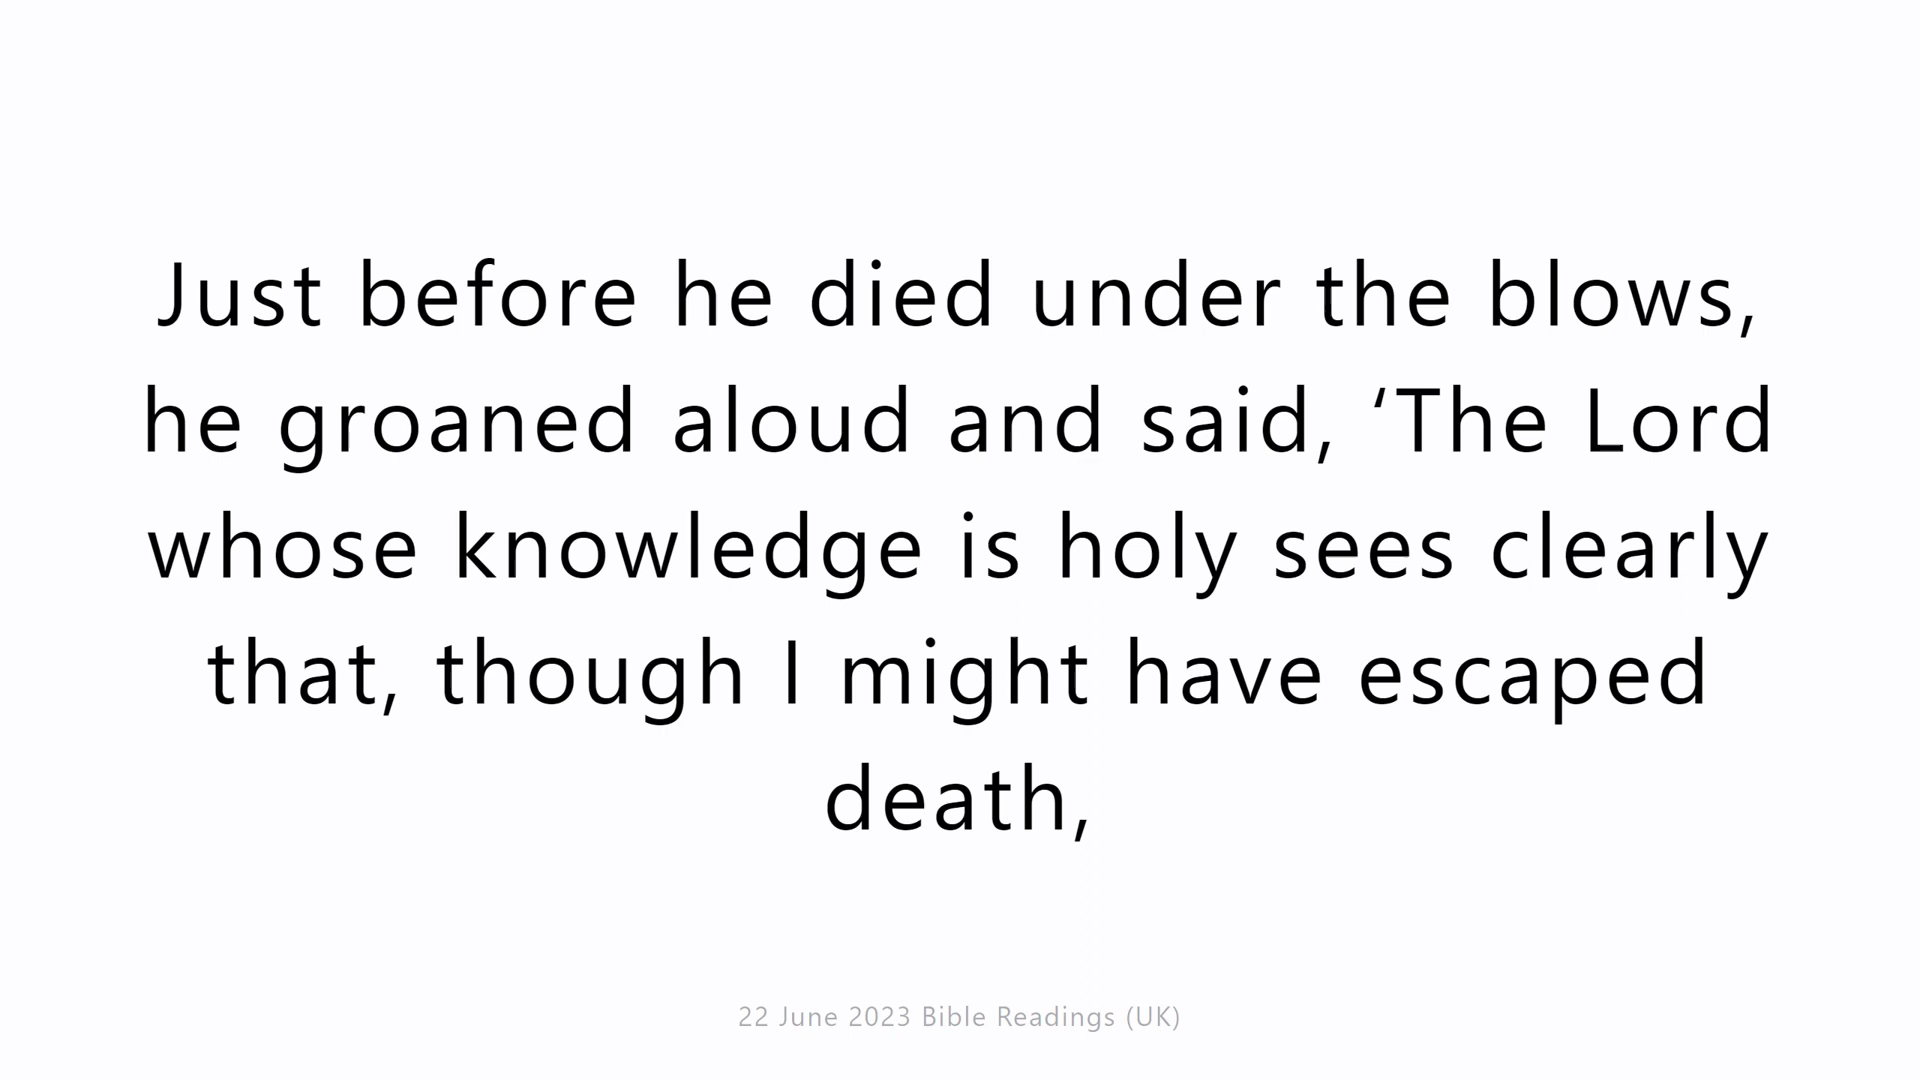 Just before he died under the blows,
he groaned aloud and said, ‘The Lord
whose knowledge is holy sees clearly
that, though I might have escaped
death,
22 June 2023 Bible Readings (UK)